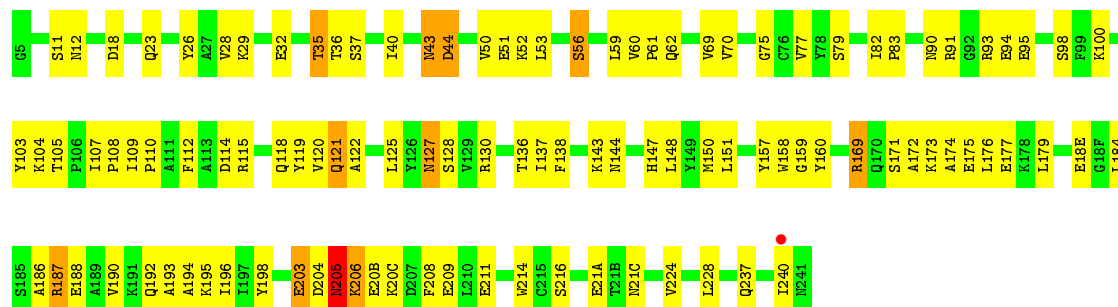 G5 S11 N12 D18 Q23 Y26 A27 V28 K29 E32 T35 T36 S37 I40 N43 D44 V50 E51 K52 L53 S56 L59 V60 P61 Q62 V69 V70 G75 C76 V77 Y78 S79 I82 P83 N90 R91 G92 R93 E94 E95 S98 F99 K100
Y103 K104 T105 P106 I107 P108 I109 P110 A111 F112 A113 D114 R115 Q118 Y119 V120 Q121 A122 L125 Y126 N127 S128 V129 R130 T136 I137 F138 K143 N144 H147 L148 Y149 M150 L151 Y157 W158 G159 Y160 R169 Q170 S171 A172 K173 A174 E175 L176 E177 K178 L179 E18E G18F
S185 A186 R187 E188 A189 V190 K191 Q192 A193 A194 K195 I196 I197 Y198 E203 D204 N205 K206 E20B K20C D207 F208 E209 L210 E211 W214 C215 S216 E21A T21B N21C V224 L228 Q237 I240 N241